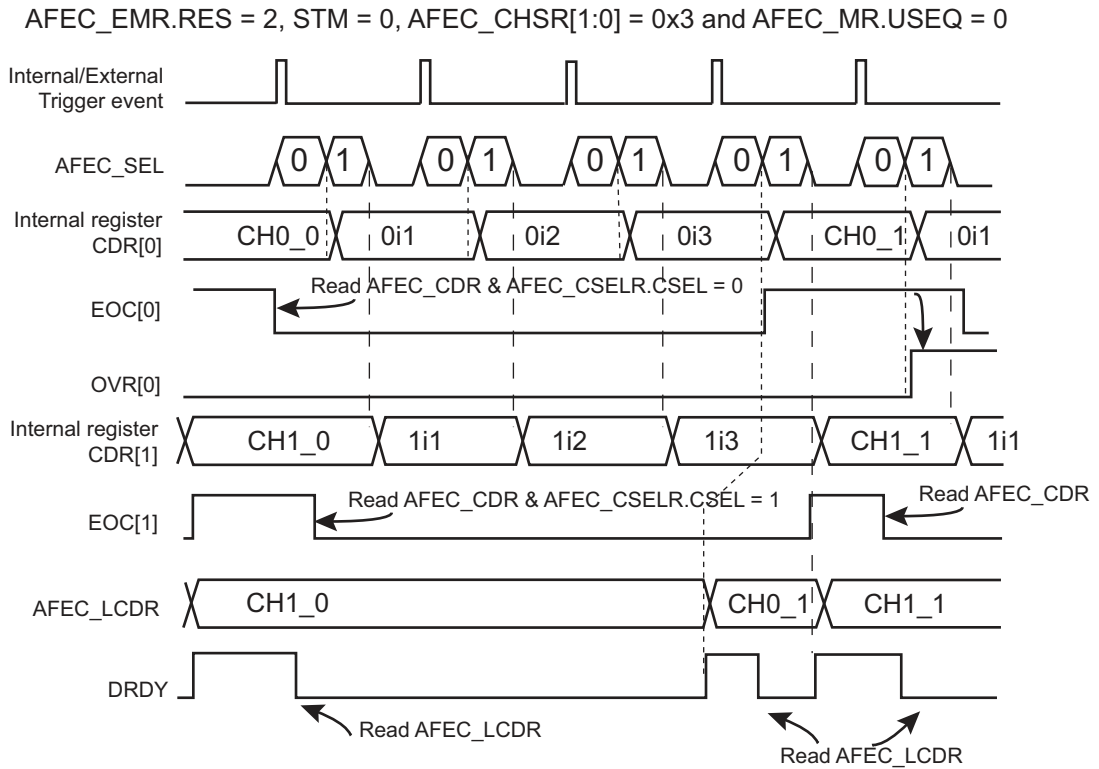 AFEC_EMR.RES = 2, STM = 0, AFEC_CHSR[1:0] = 0x3 and AFEC_MR.USEQ = 0
Internal/External
Trigger event
AFEC_SEL
0 1 0 1 0 1 0 1 0 1
Internal register
CDR[0]
CH0_0 0i1 0i2 0i3 CH0_1 0i1
Read AFEC_CDR & AFEC_CSELR.CSEL = 0
EOC[0]
OVR[0]
Internal register
CDR[1]
CH1_0 1i1 1i2 1i3 CH1_1 1i1
Read AFEC_CDR & AFEC_CSELR.CSEL = 1
Read AFEC_CDR
EOC[1]
AFEC_LCDR
CH1_0 CH0_1 CH1_1
DRDY
Read AFEC_LCDR
Read AFEC_LCDR